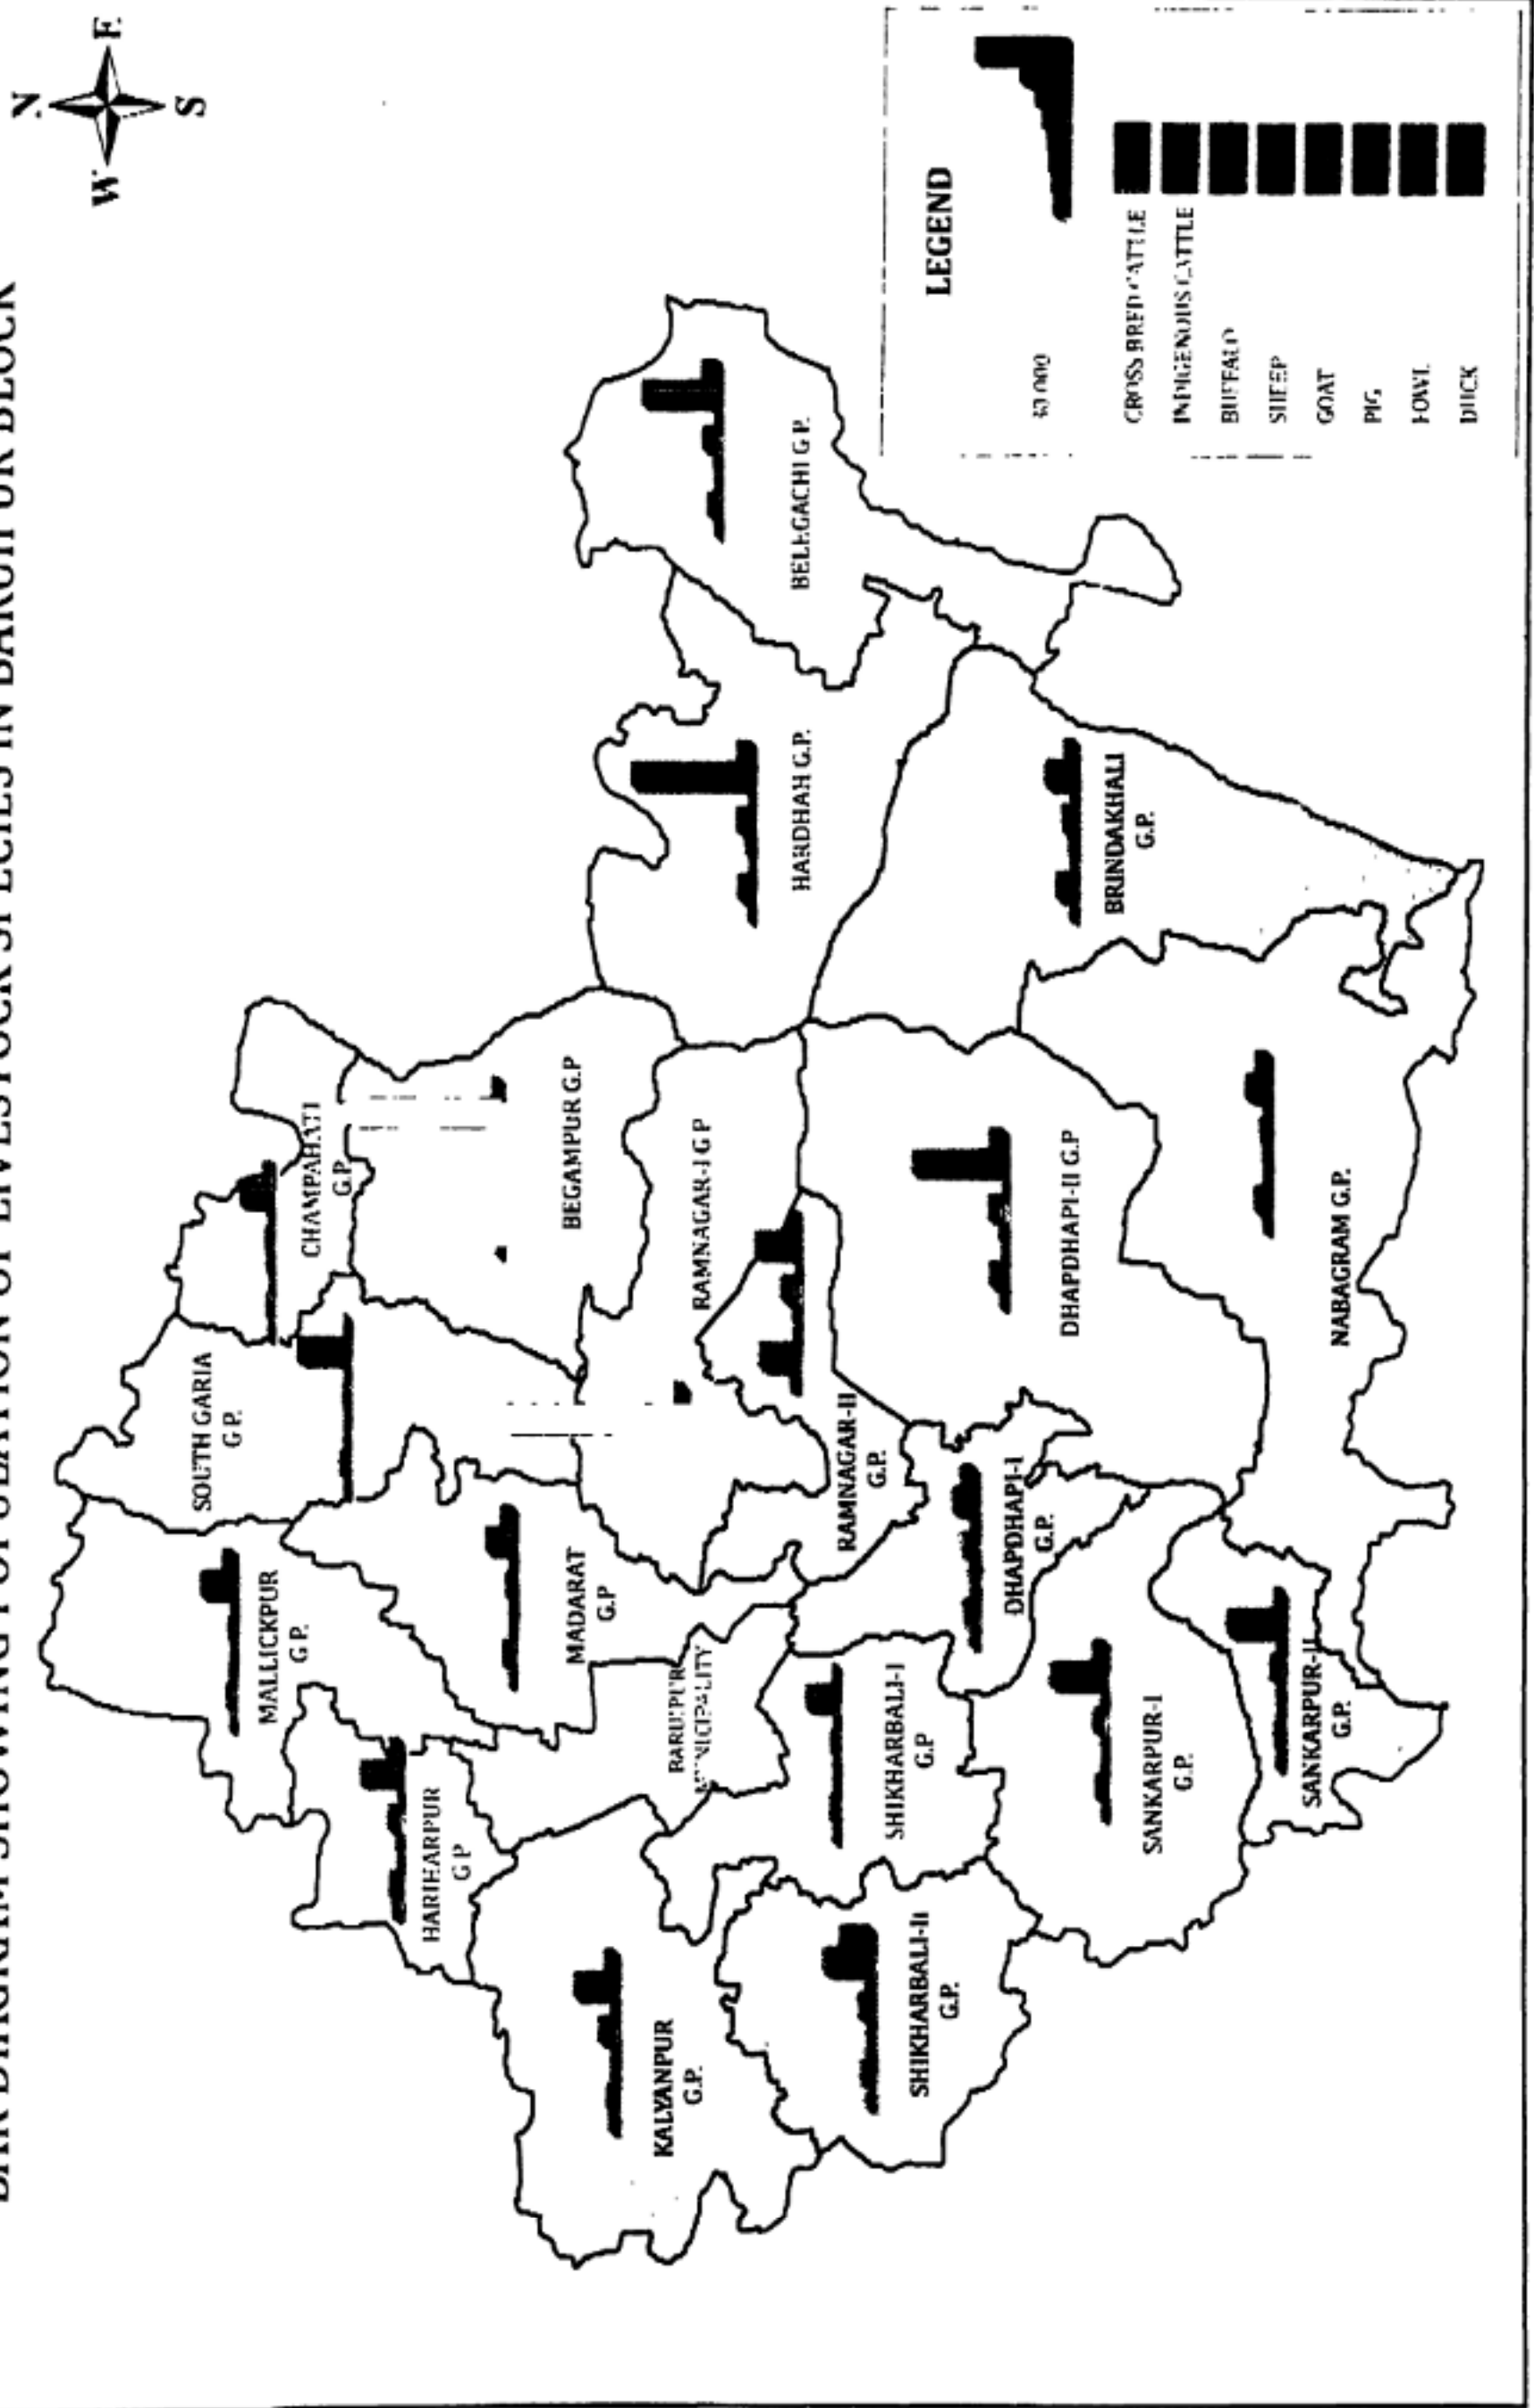 BAR DIAGRAM SHOWING POPULATION OF LIVESTOCK SPECIES IN BARUIPUR BLOCK
N
W
E
S
MALLICKPUR
G.P.
SOUTH GARIA
G.P.
CHAMPAHATI
G.P.
HARIHARPUR
G.P
MADARAT
G.P
BEGAMPUR G.P
KALYANPUR
G.P.
BARUIPUR
MUNICIPALITY
RAMNAGAR-I G P
HARDHAH G.P.
BELEGACHI G P.
SHIKHARBALI-II
G.P.
SHIKHARBALI-I
G.P
RAMNAGAR-II
G.P.
DHAPDHAPI-I
G.P.
DHAPDHAPI-II G.P
BRINDAKHALI
G.P.
SANKARPUR-I
G.P.
SANKARPUR-II
G.P.
NABAGRAM G.P.
LEGEND
30,000
CROSS BRED CATTLE
INDIGENOUS CATTLE
BUFFALO
SHEEP
GOAT
PIG
FOWL
DUCK